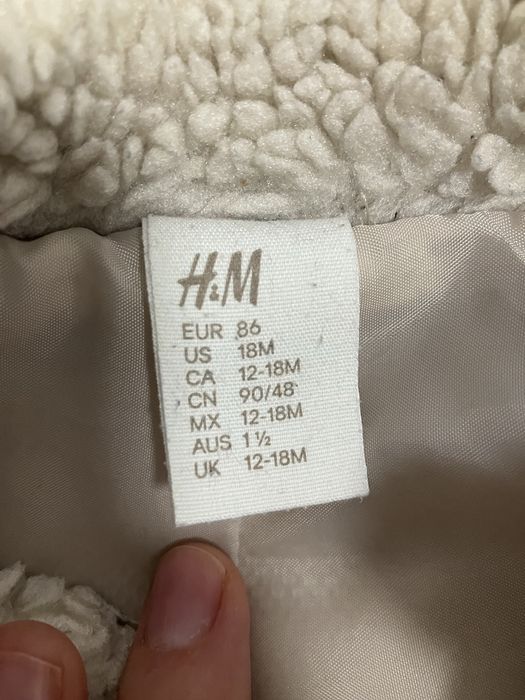 H&M
EUR 86
US 18M
CA 12-18M
CN 90/48
MX 12-18M
AUS 1½
UK 12-18M